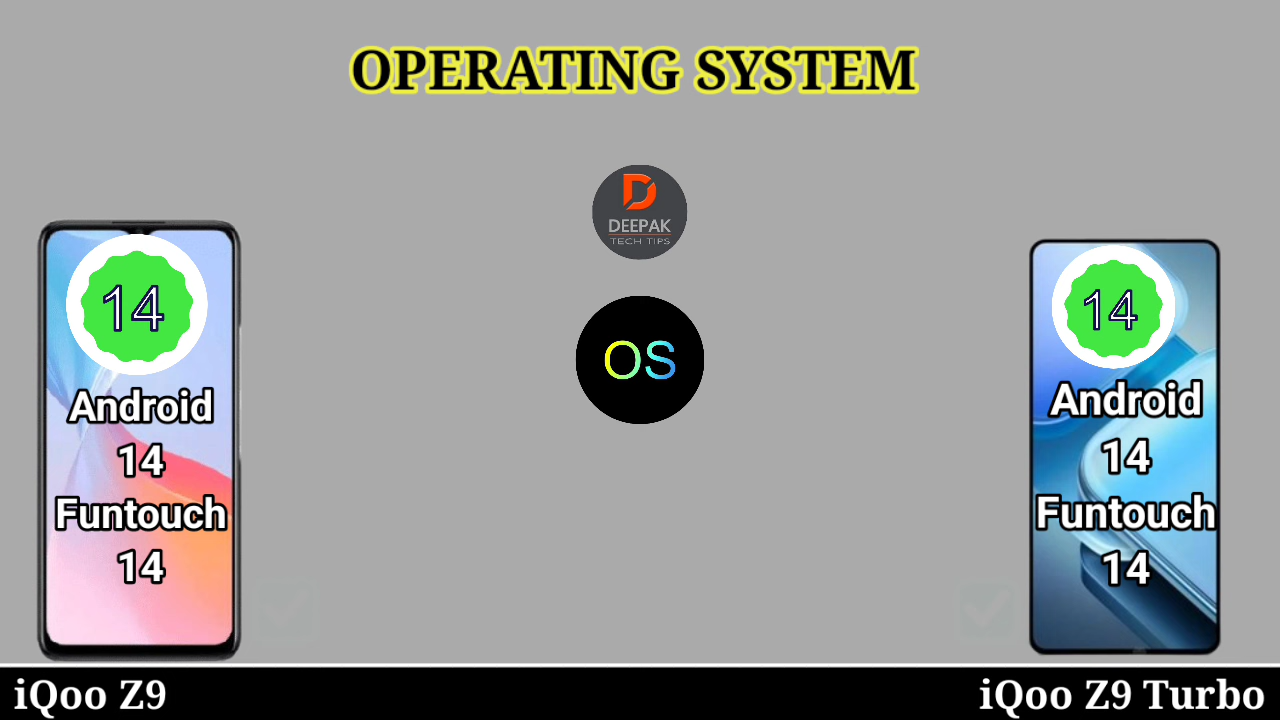 OPERATING SYSTEM
DEEPAK
TECH TIPS
OS
14
Android
14
Funtouch
14
14
Android
14
Funtouch
14
iQoo Z9
iQoo Z9 Turbo